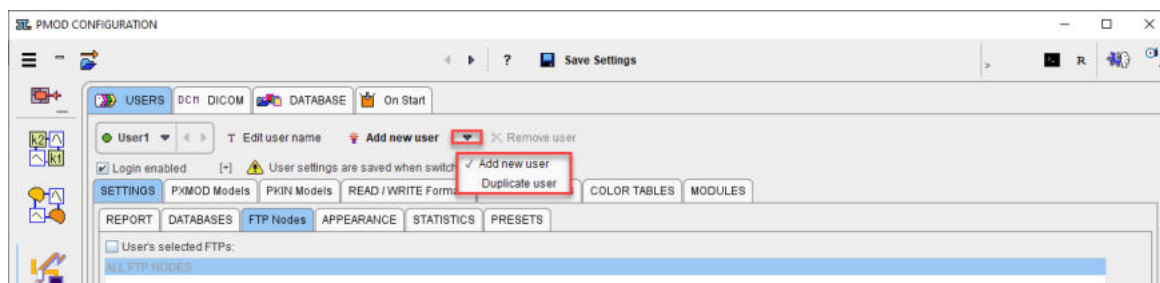 PMOD CONFIGURATION
? Save Settings
> R
USERS DCM DICOM DATABASE On Start
k2
k1
User1 T Edit user name Add new user Remove user
Login enabled [+] User settings are saved when switch
Add new user
Duplicate user
SETTINGS PXMOD Models PKIN Models READ / WRITE Forma COLOR TABLES MODULES
REPORT DATABASES FTP Nodes APPEARANCE STATISTICS PRESETS
User's selected FTPs:
ALL FTP NODES